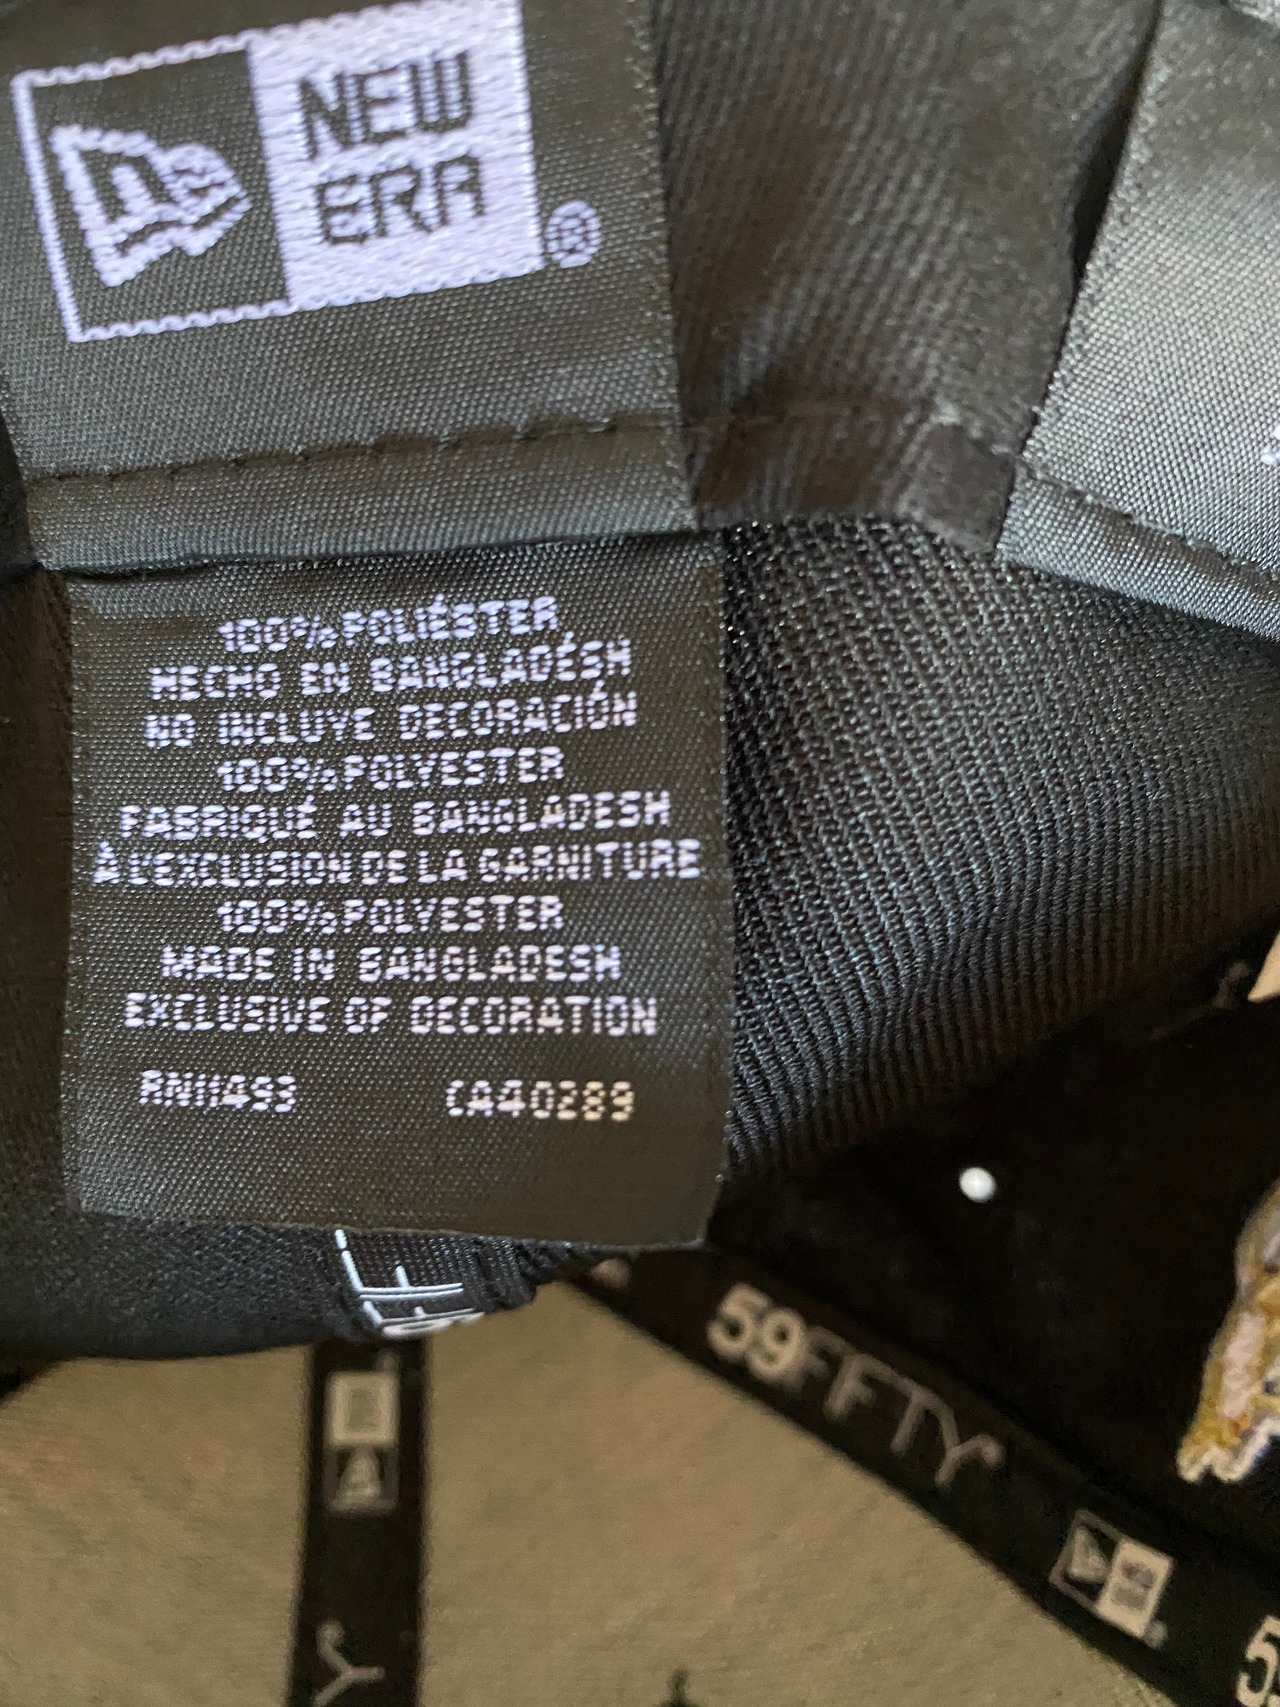 NEW
ERA
®
100% POLIÉSTER
HECHO EN BANGLADÉSH
NO INCLUYE DECORACIÓN
100% POLYESTER
FABRIQUÉ AU BANGLADESH
À L'EXCLUSION DE LA GARNITURE
100% POLYESTER
MADE IN BANGLADESH
EXCLUSIVE OF DECORATION
RN11493 CA40289
59FIFTY